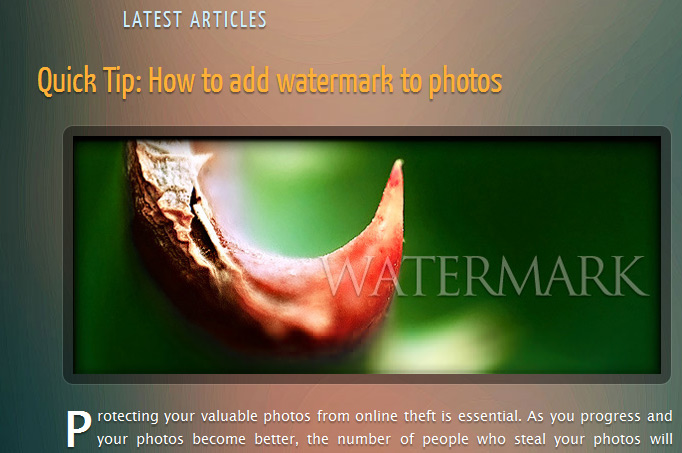 LATEST ARTICLES
Quick Tip: How to add watermark to photos
WATERMARK
Protecting your valuable photos from online theft is essential. As you progress and
your photos become better, the number of people who steal your photos will